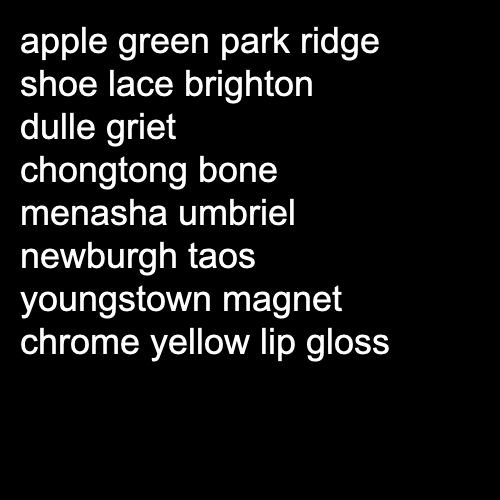 apple green park ridge
shoe lace brighton
dulle griet
chongtong bone
menasha umbriel
newburgh taos
youngstown magnet
chrome yellow lip gloss